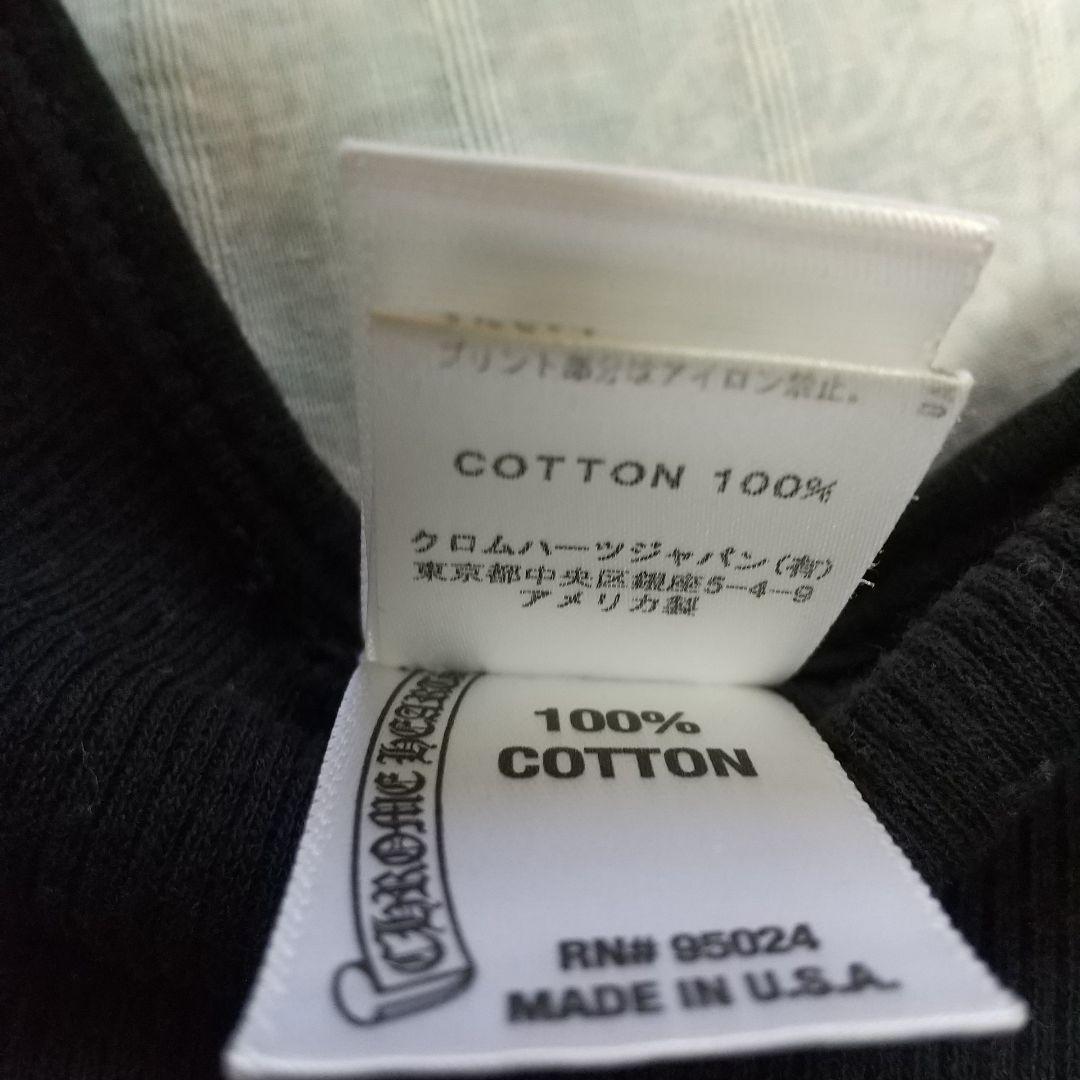 プリント部分はアイロン禁止。
COTTON 100%
クロムハーツジャパン(有)
東京都中央区銀座5-4-9
アメリカ製
CHROME HEARTS
100%
COTTON
RN# 95024
MADE IN U.S.A.